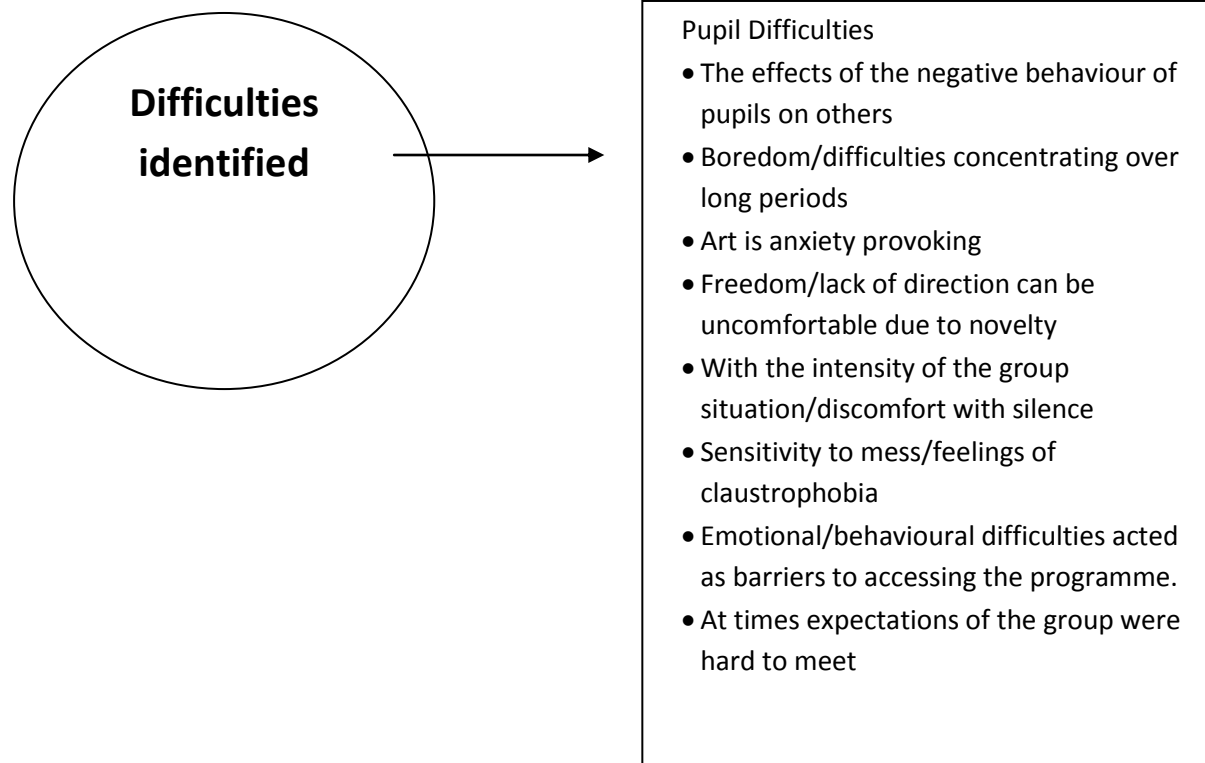 Difficulties
identified
Pupil Difficulties
• The effects of the negative behaviour of
pupils on others
• Boredom/difficulties concentrating over
long periods
• Art is anxiety provoking
• Freedom/lack of direction can be
uncomfortable due to novelty
• With the intensity of the group
situation/discomfort with silence
• Sensitivity to mess/feelings of
claustrophobia
• Emotional/behavioural difficulties acted
as barriers to accessing the programme.
• At times expectations of the group were
hard to meet